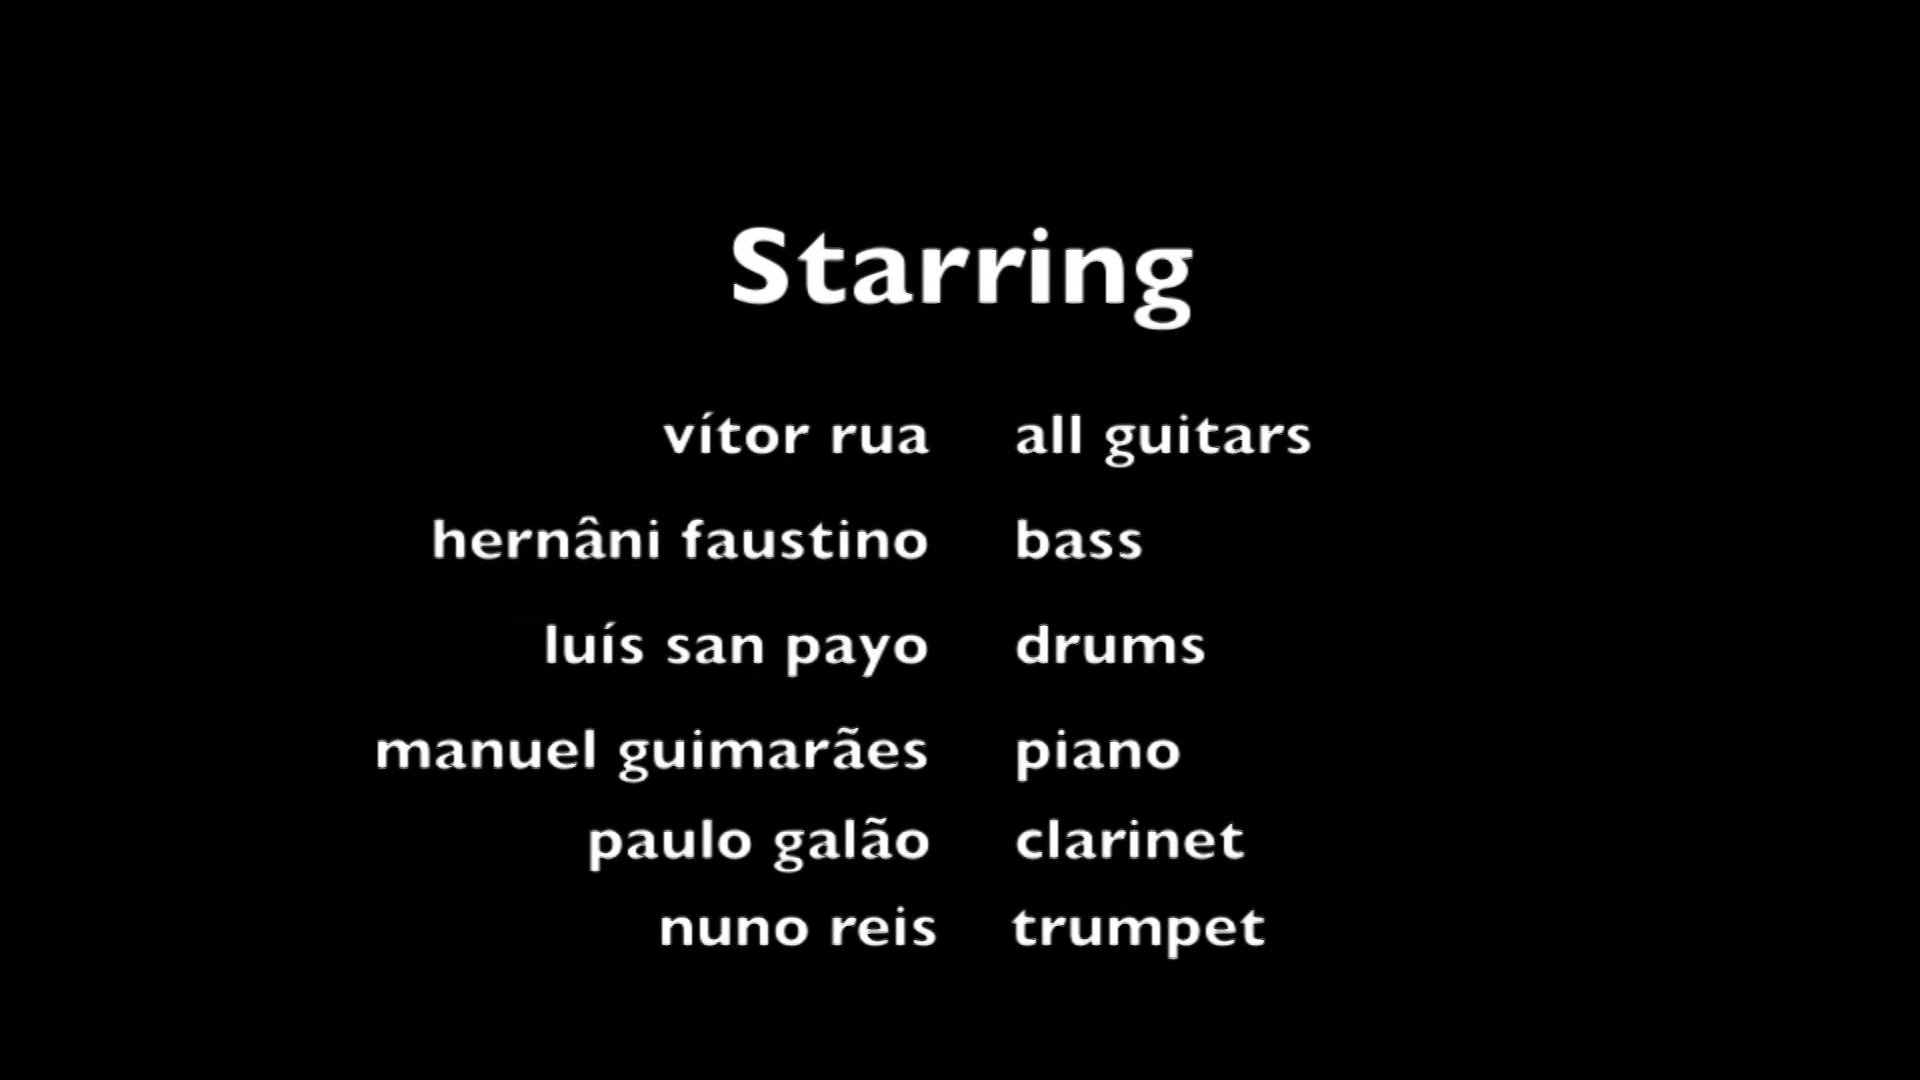 Starring
vítor rua all guitars
hernâni faustino bass
luís san payo drums
manuel guimarães piano
paulo galão clarinet
nuno reis trumpet